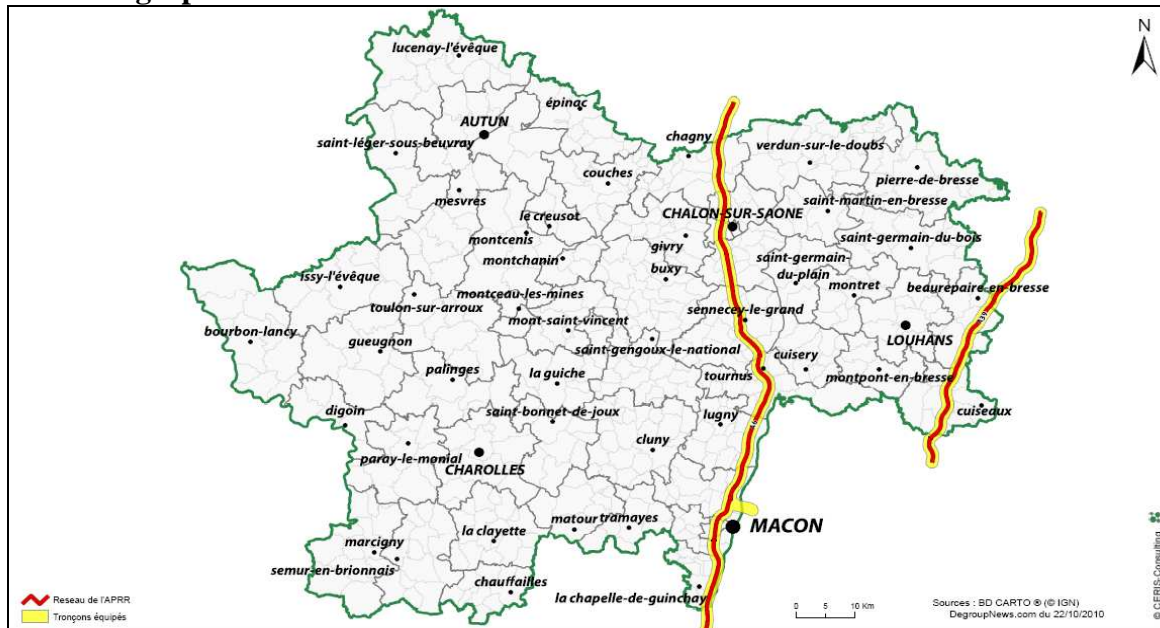 N
lucenay-l'évêque
épinac
AUTUN
chagny
saint-léger-sous-beuvray
verdun-sur-le-doubs
couches
pierre-de-bresse
mesvres
saint-martin-en-bresse
le creusot
CHALON-SUR-SAONE
montcenis
givry
saint-germain-du-bois
montchanin
buxy
saint-germain-
du-plain
issy-l'évêque
montret
beaurepaire-en-bresse
toulon-sur-arroux
montceau-les-mines
sennecey-le-grand
mont-saint-vincent
bourbon-lancy
LOUHANS
gueugnon
saint-gengoux-le-national
cuisery
palinges
la guiche
tournus
montpont-en-bresse
digoin
saint-bonnet-de-joux
lugny
cuiseaux
cluny
paray-le-monial
CHAROLLES
MACON
la clayette
matour
tramayes
marcigny
semur-en-brionnais
chauffailles
la chapelle-de-guinchay
Reseau de l'APRR
Tronçons équipés
0 5 10 Km
Sources : BD CARTO ® (© IGN)
DegroupNews.com du 22/10/2010
© CERIS-Consulting